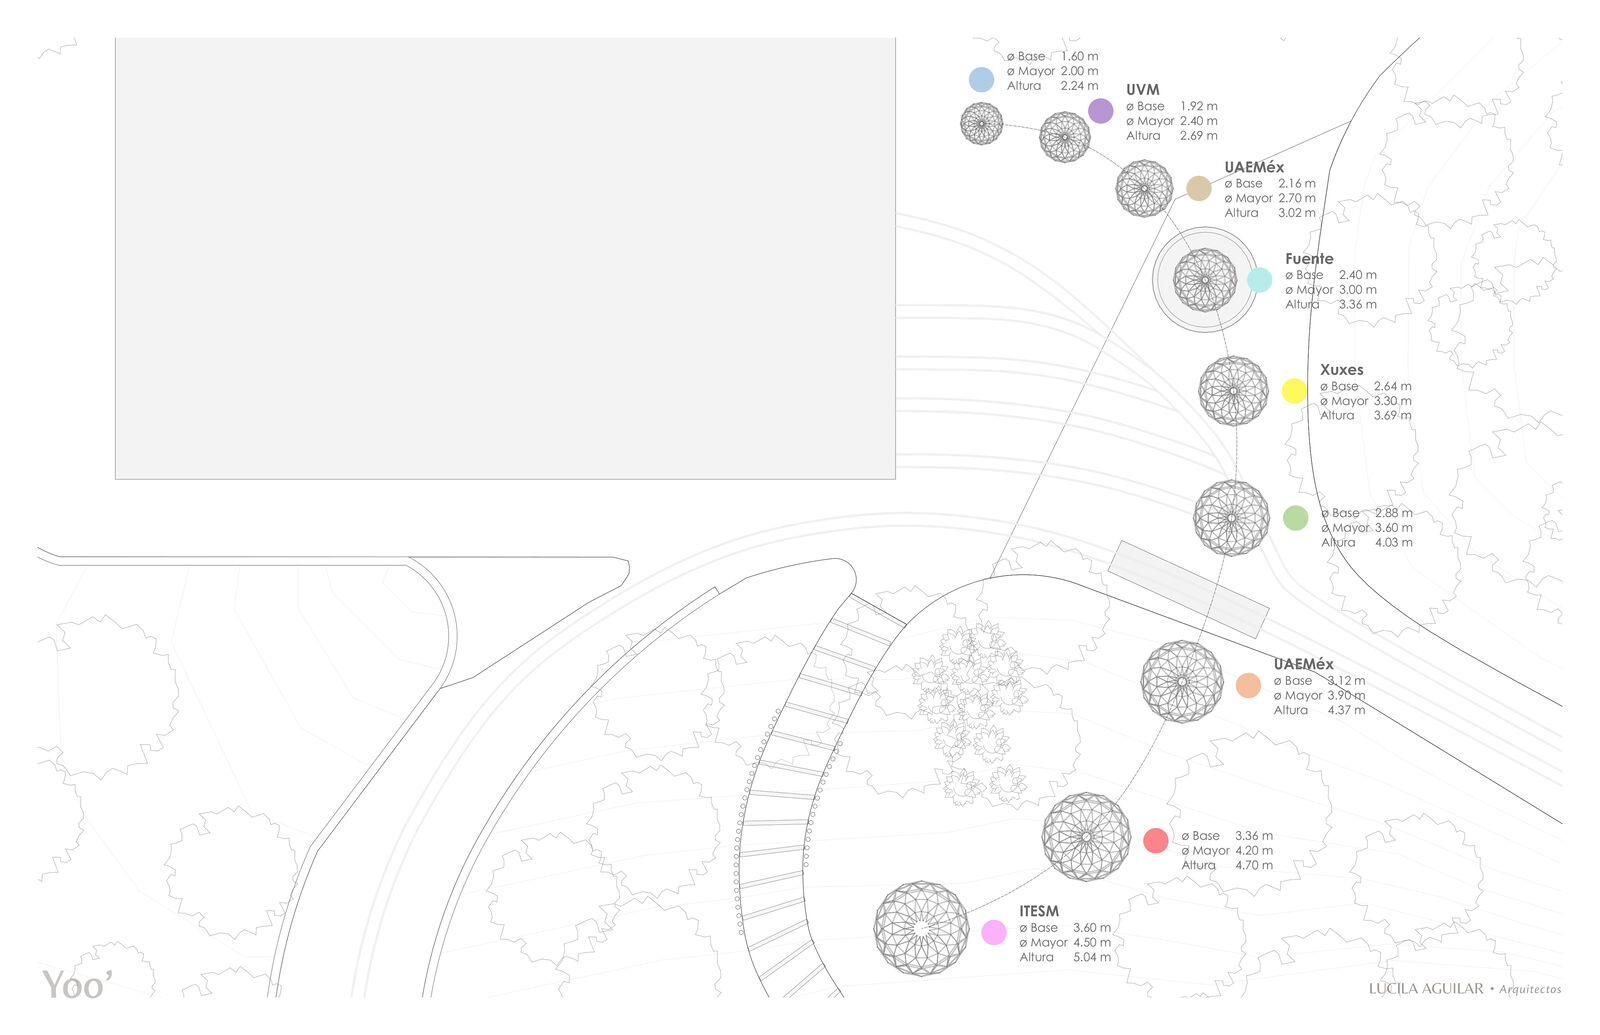 ø Base 1.60 m
ø Mayor 2.00 m
Altura 2.24 m
UVM
ø Base 1.92 m
ø Mayor 2.40 m
Altura 2.69 m
UAEMéx
ø Base 2.16 m
ø Mayor 2.70 m
Altura 3.02 m
Fuente
ø Base 2.40 m
ø Mayor 3.00 m
Altura 3.36 m
Xuxes
ø Base 2.64 m
ø Mayor 3.30 m
Altura 3.69 m
ø Base 2.88 m
ø Mayor 3.60 m
Altura 4.03 m
UAEMéx
ø Base 3.12 m
ø Mayor 3.90 m
Altura 4.37 m
ø Base 3.36 m
ø Mayor 4.20 m
Altura 4.70 m
ITESM
ø Base 3.60 m
ø Mayor 4.50 m
Altura 5.04 m
Yoo’
LUCILA AGUILAR • Arquitectos